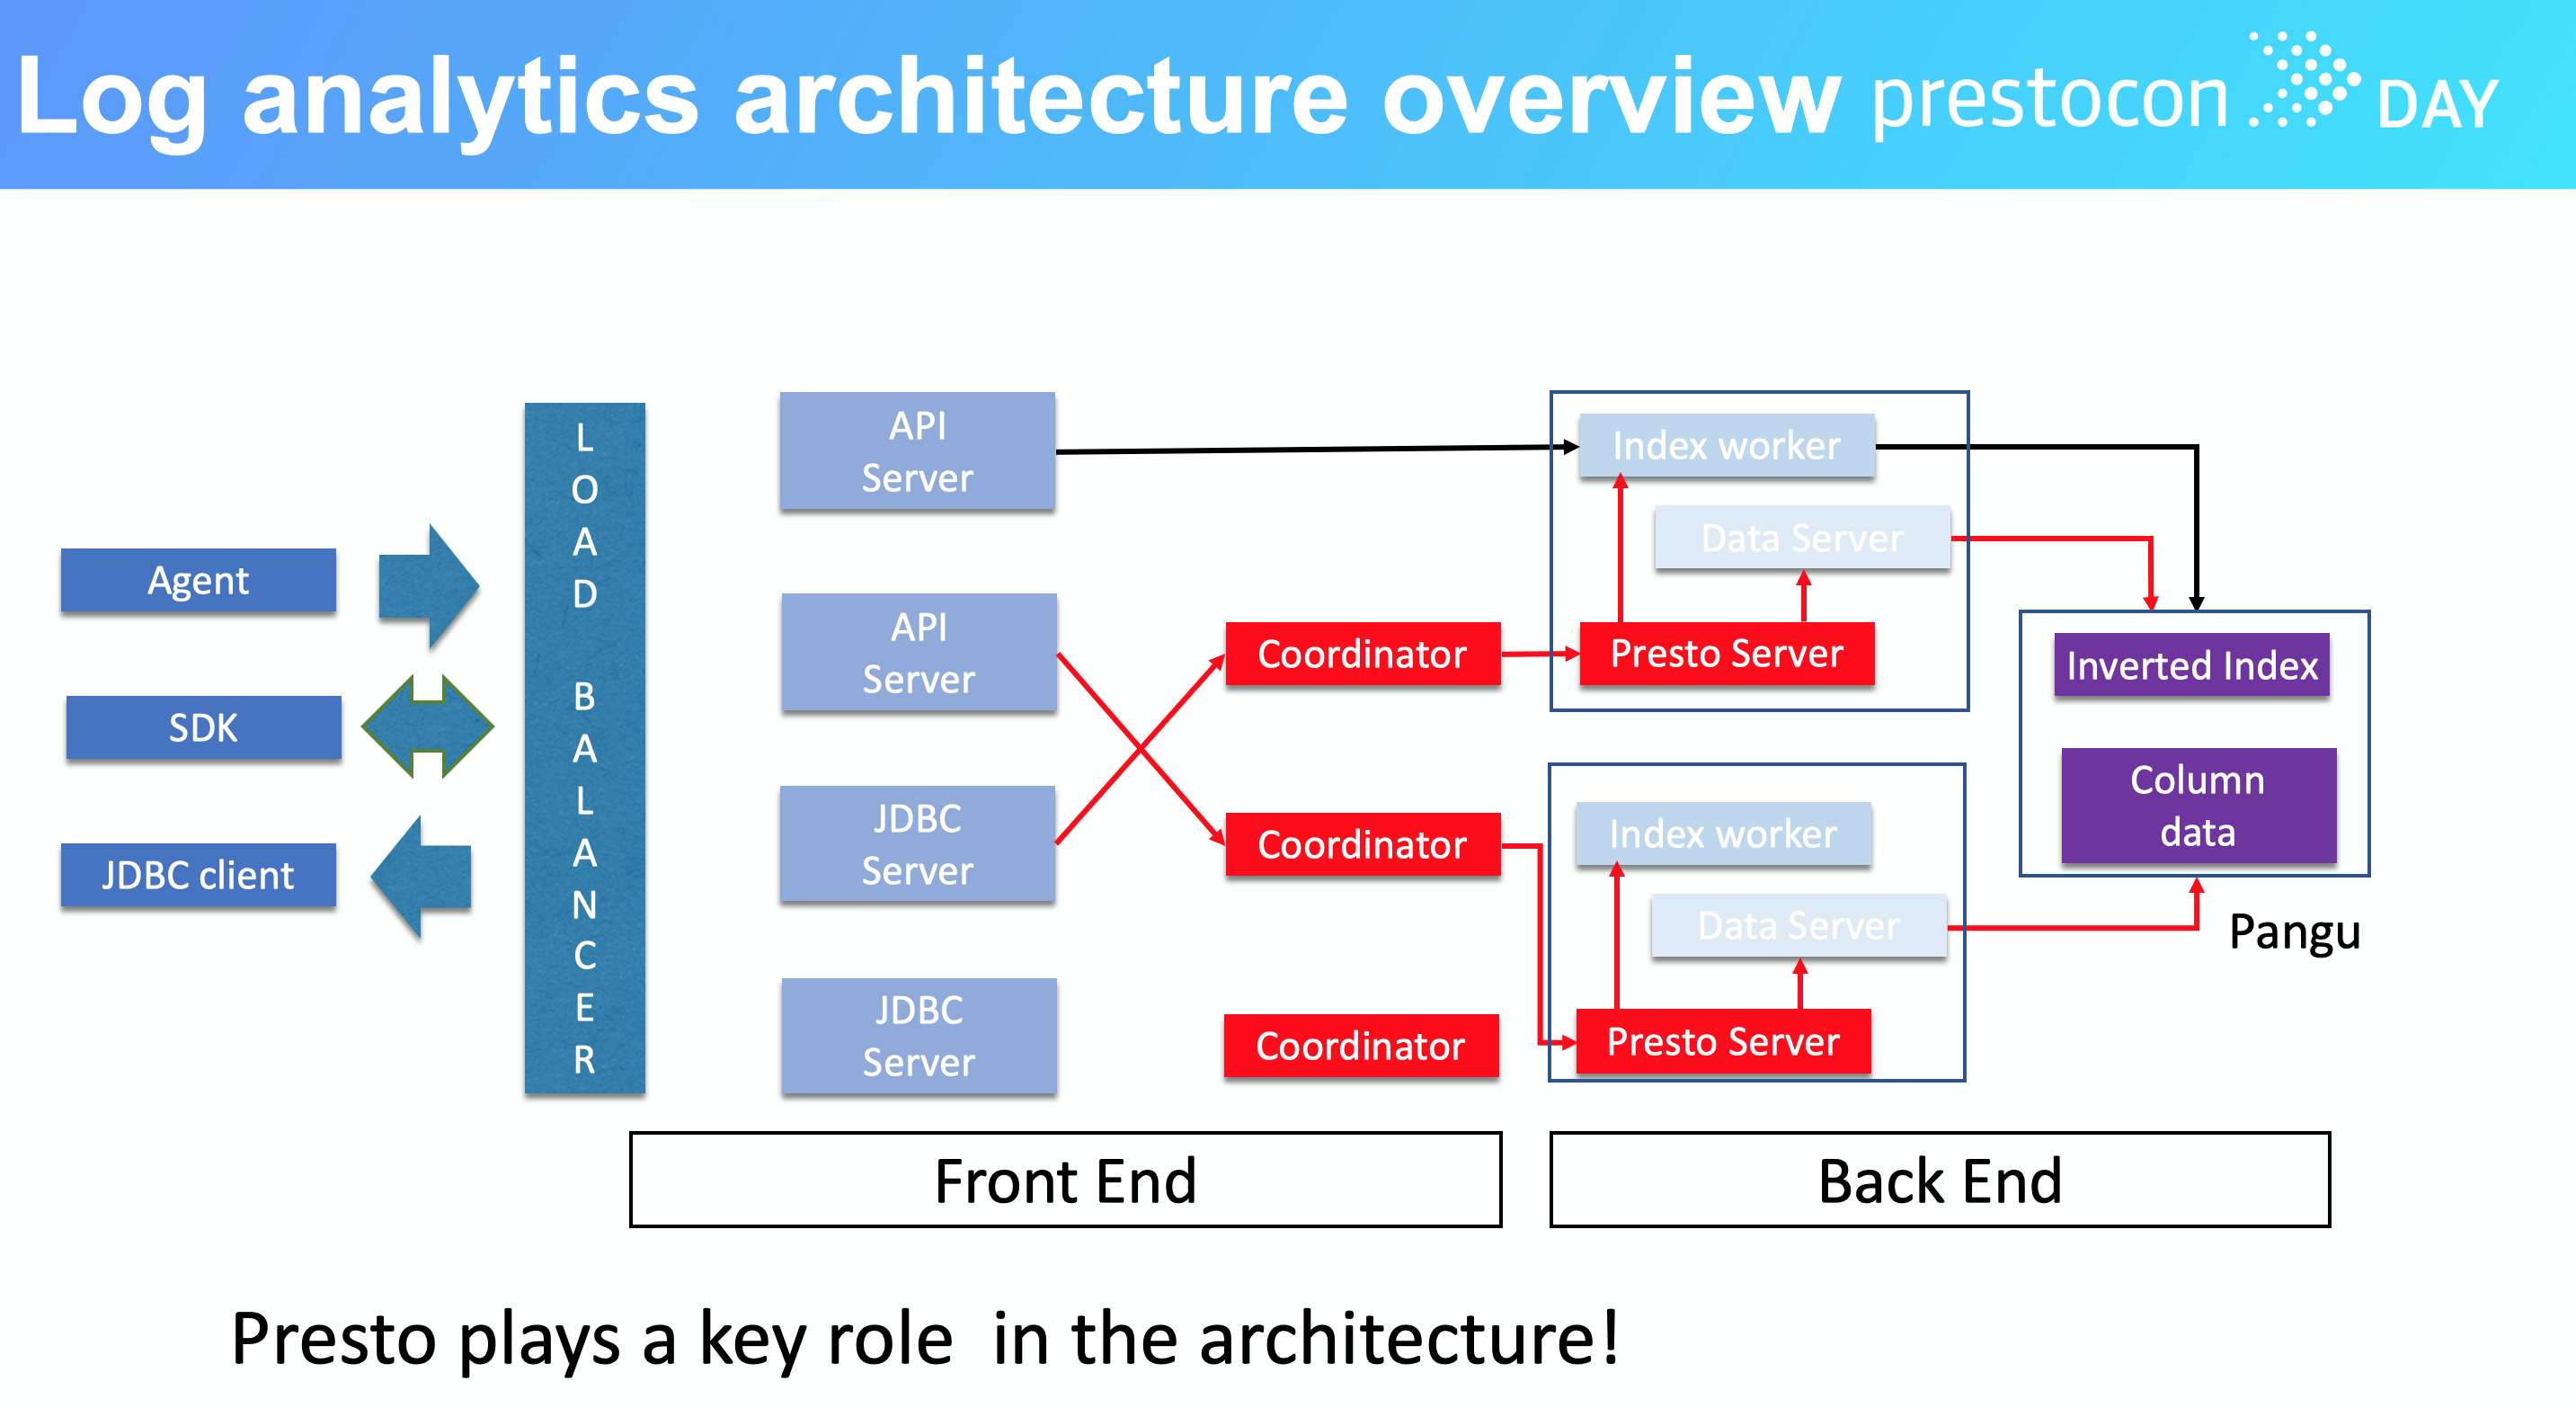 Log analytics architecture overview
prestocon DAY
Agent
SDK
JDBC client
L
O
A
D
B
A
L
A
N
C
E
R
API
Server
API
Server
JDBC
Server
JDBC
Server
Coordinator
Coordinator
Coordinator
Index worker
Data Server
Presto Server
Index worker
Data Server
Presto Server
Inverted Index
Column
data
Pangu
Front End
Back End
Presto plays a key role  in the architecture!